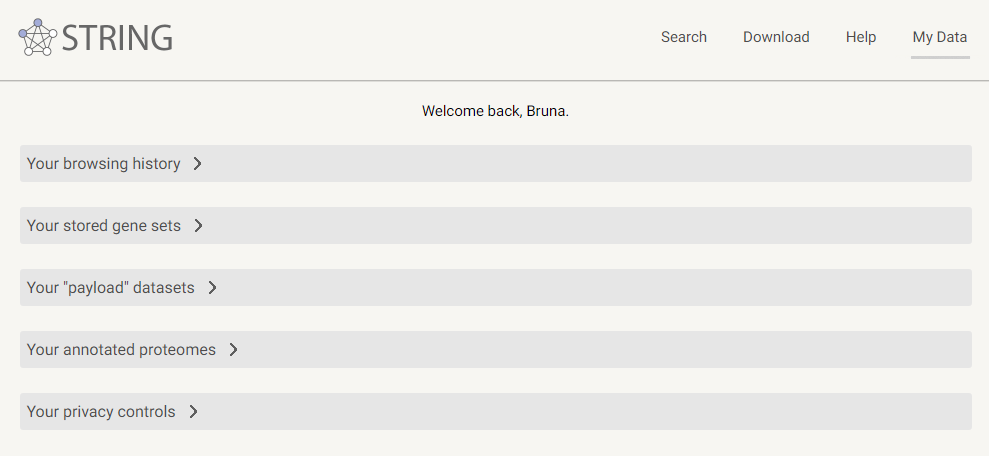 STRING
Search Download Help My Data
Welcome back, Bruna.
Your browsing history
Your stored gene sets
Your "payload" datasets
Your annotated proteomes
Your privacy controls